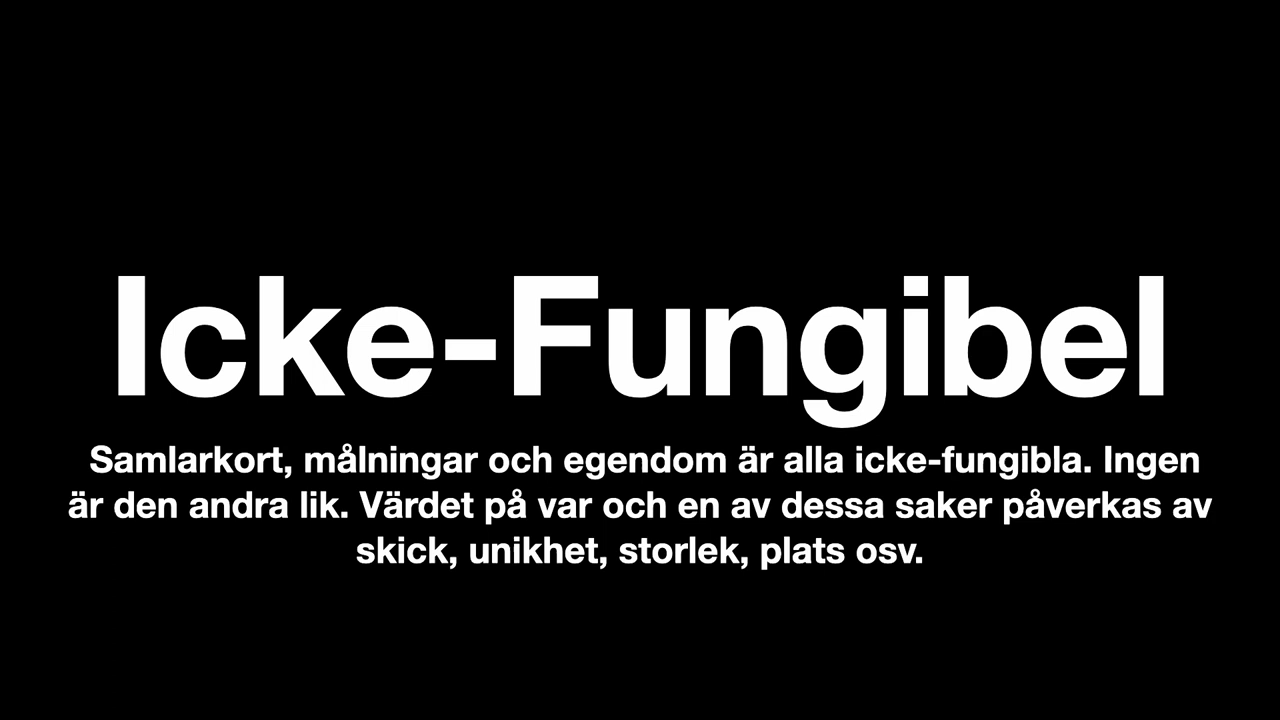 Icke-Fungibel
Samlarkort, målningar och egendom är alla icke-fungibla. Ingen
är den andra lik. Värdet på var och en av dessa saker påverkas av
skick, unikhet, storlek, plats osv.